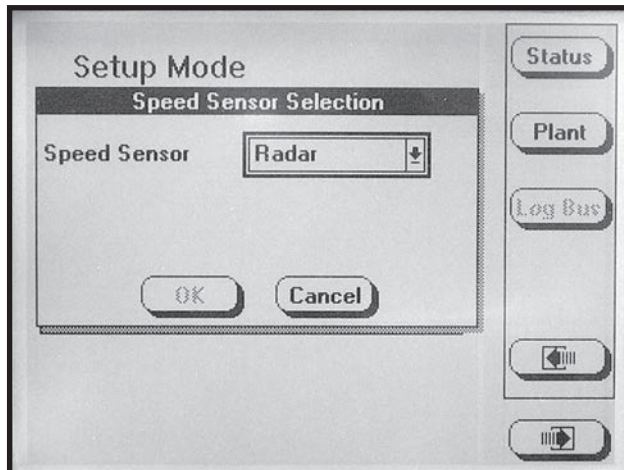 Setup Mode
Speed Sensor Selection
Speed Sensor
Radar
OK
Cancel
Status
Plant
Log Bus